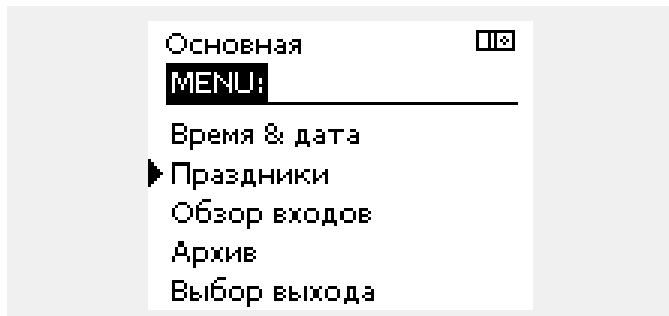 Основная
MENU:
Время & дата
Праздники
Обзор входов
Архив
Выбор выхода